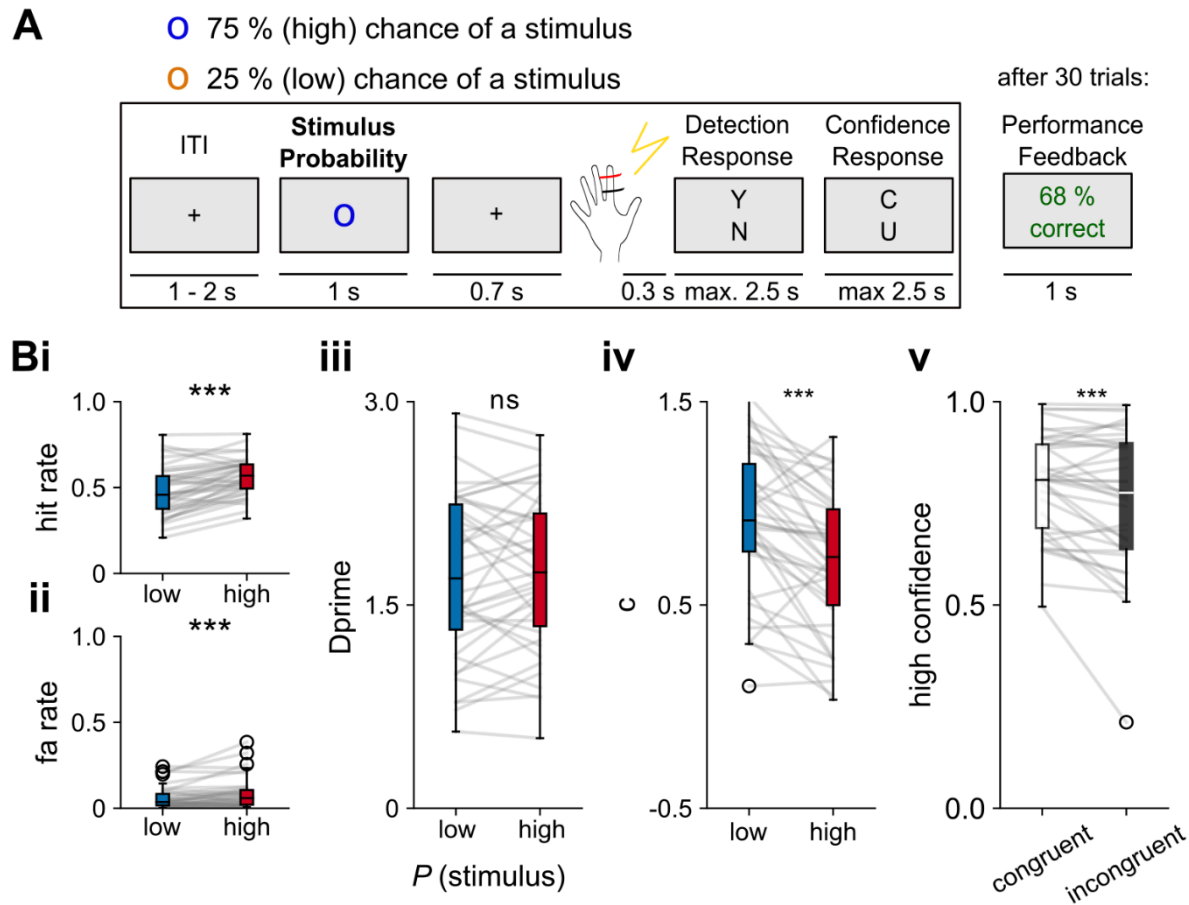 A
O 75 % (high) chance of a stimulus
O 25 % (low) chance of a stimulus
after 30 trials:
ITI
Stimulus
Probability
Detection
Response
Confidence
Response
Performance
Feedback
+
O
+
Y
N
C
U
68 %
correct
1 - 2 s
1 s
0.7 s
0.3 s
max. 2.5 s
max 2.5 s
1 s
Bi
***
1.0
0.5
0
hit rate
low
high
ii
***
1.0
0.5
0
fa rate
low
high
iii
ns
3.0
1.5
0
Dprime
low
high
P (stimulus)
iv
***
1.5
0.5
-0.5
c
low
high
v
***
1.0
0.5
0.0
high confidence
congruent
incongruent